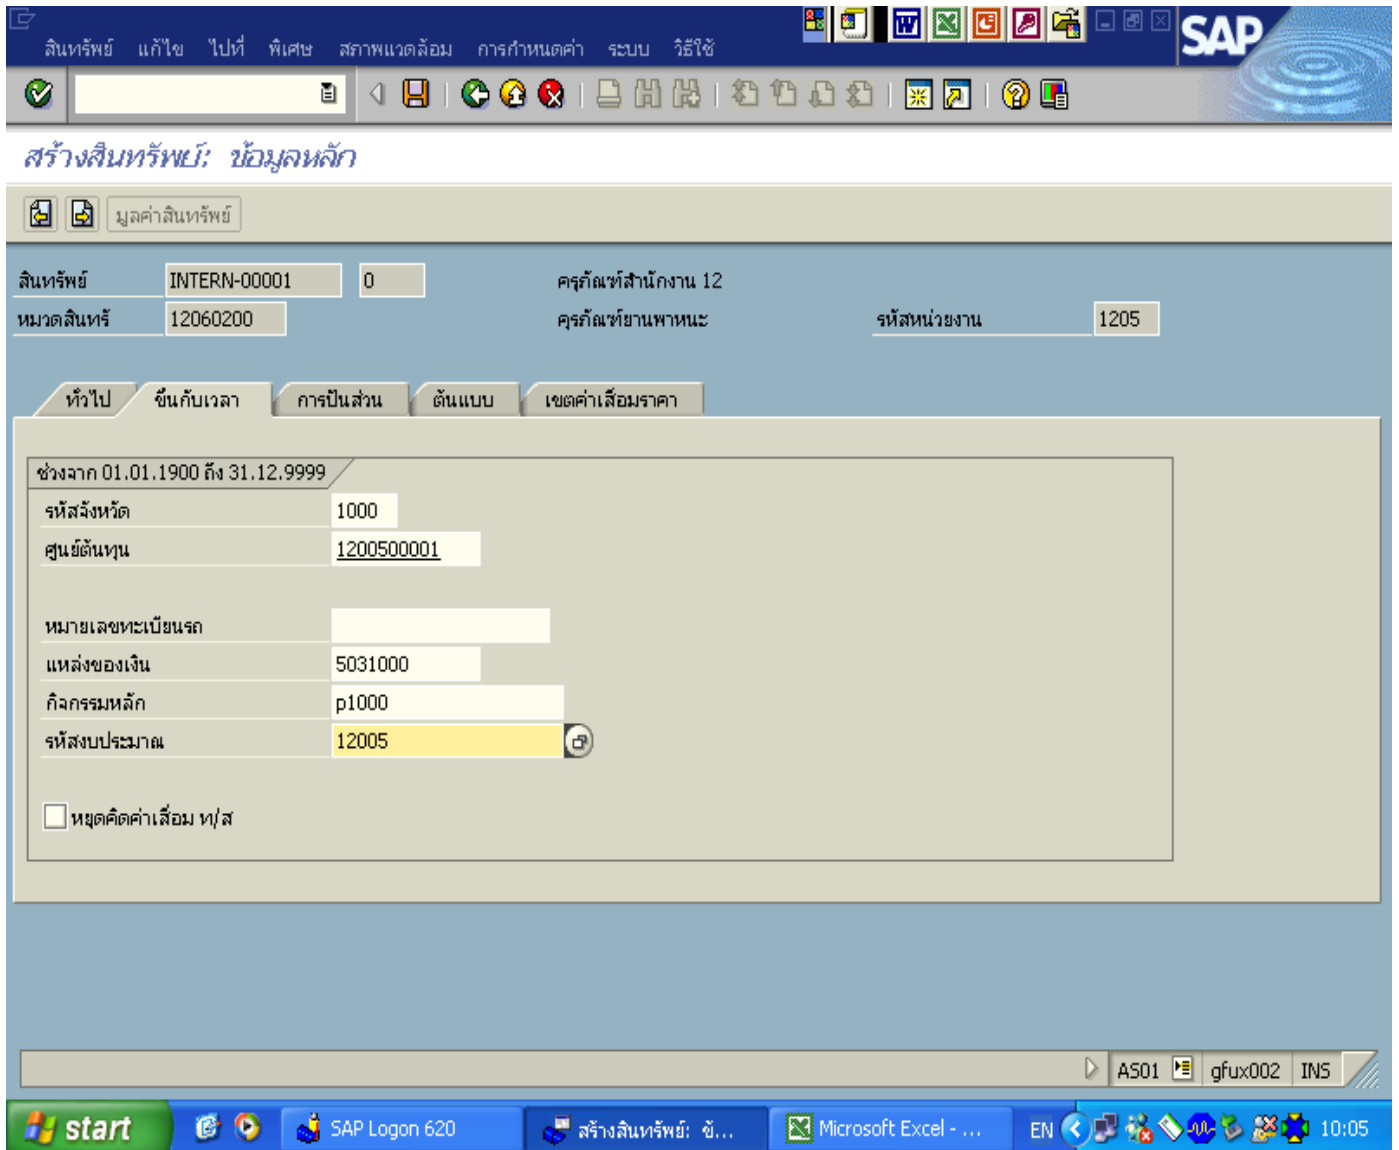 สินทรัพย์ แก้ไข ไปที่ พิเศษ สภาพแวดล้อม การกำหนดค่า ระบบ วิธีใช้
SAP
สร้างสินทรัพย์: ข้อมูลหลัก
มูลค่าสินทรัพย์
สินทรัพย์ INTERN-00001 0 ครุภัณฑ์สำนักงาน 12
หมวดสินทรั 12060200 ครุภัณฑ์ยานพาหนะ รหัสหน่วยงาน 1205
ทั่วไป ขึ้นกับเวลา การปันส่วน ต้นแบบ เขตค่าเสื่อมราคา
ช่วงจาก 01.01.1900 ถึง 31.12.9999
รหัสจังหวัด 1000
ศูนย์ต้นทุน 1200500001
หมายเลขทะเบียนรถ
แหล่งของเงิน 5031000
กิจกรรมหลัก p1000
รหัสงบประมาณ 12005
หยุดคิดค่าเสื่อม ท/ส
AS01 gfux002 INS
start SAP Logon 620 สร้างสินทรัพย์: ข้... Microsoft Excel - ... EN 10:05